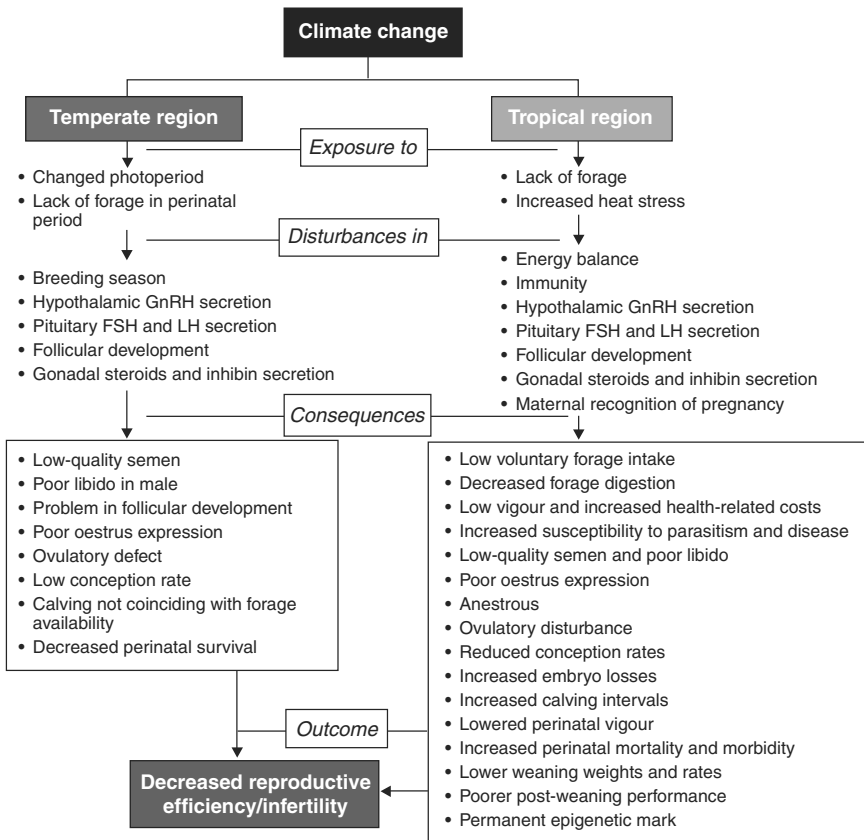 Climate change
Temperate region
Tropical region
Exposure to
• Changed photoperiod
• Lack of forage in perinatal
period
• Lack of forage
• Increased heat stress
Disturbances in
• Breeding season
• Hypothalamic GnRH secretion
• Pituitary FSH and LH secretion
• Follicular development
• Gonadal steroids and inhibin secretion
• Energy balance
• Immunity
• Hypothalamic GnRH secretion
• Pituitary FSH and LH secretion
• Follicular development
• Gonadal steroids and inhibin secretion
• Maternal recognition of pregnancy
Consequences
• Low-quality semen
• Poor libido in male
• Problem in follicular development
• Poor oestrus expression
• Ovulatory defect
• Low conception rate
• Calving not coinciding with forage
availability
• Decreased perinatal survival
• Low voluntary forage intake
• Decreased forage digestion
• Low vigour and increased health-related costs
• Increased susceptibility to parasitism and disease
• Low-quality semen and poor libido
• Poor oestrus expression
• Anestrous
• Ovulatory disturbance
• Reduced conception rates
• Increased embryo losses
• Increased calving intervals
• Lowered perinatal vigour
• Increased perinatal mortality and morbidity
• Lower weaning weights and rates
• Poorer post-weaning performance
• Permanent epigenetic mark
Outcome
Decreased reproductive
efficiency/infertility